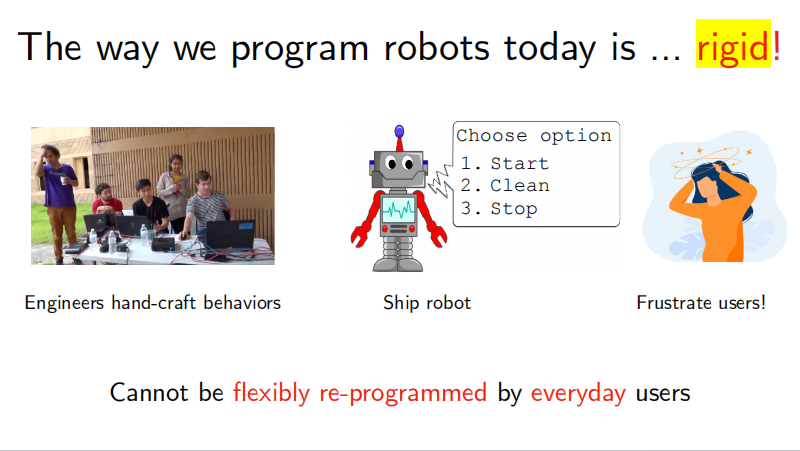 The way we program robots today is ... rigid!
Choose option
1. Start
2. Clean
3. Stop
Engineers hand-craft behaviors
Ship robot
Frustrate users!
Cannot be flexibly re-programmed by everyday users